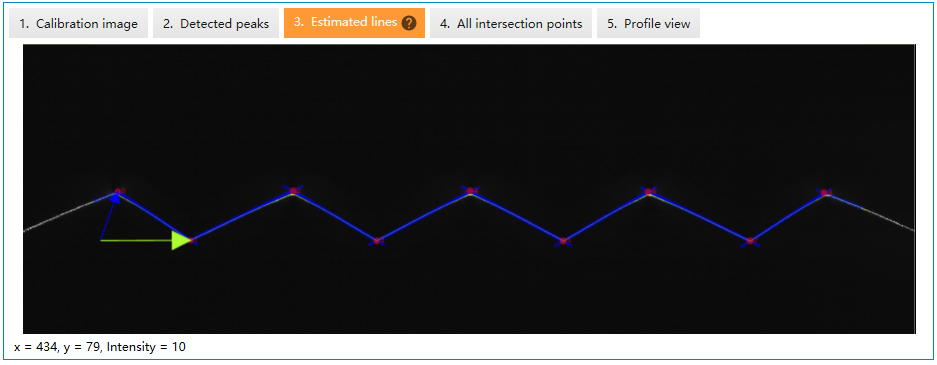 1. Calibration image 2. Detected peaks 3. Estimated lines ? 4. All intersection points 5. Profile view
x = 434, y = 79, Intensity = 10